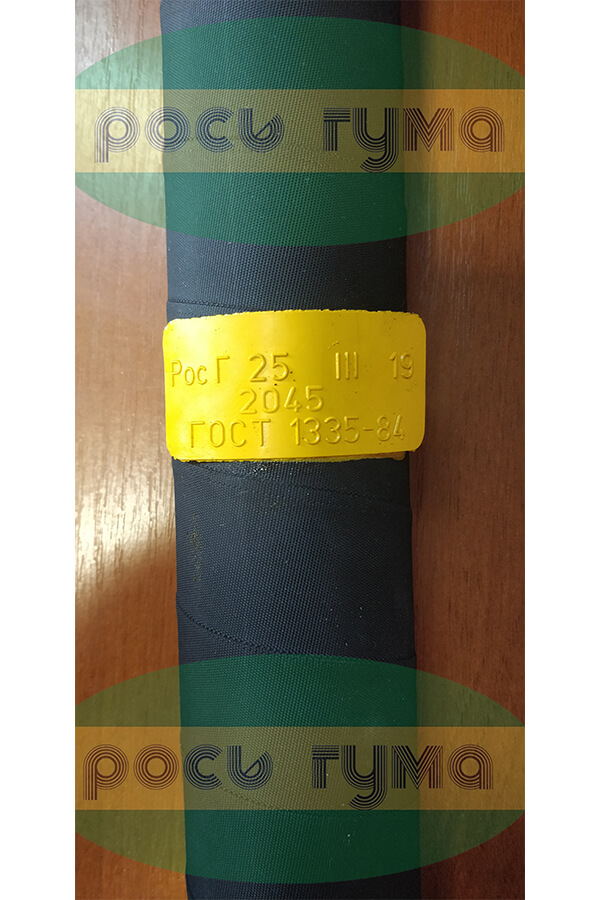 рось гума
РосГ 25 III 19
2045
ГОСТ 1335-84
рось гума